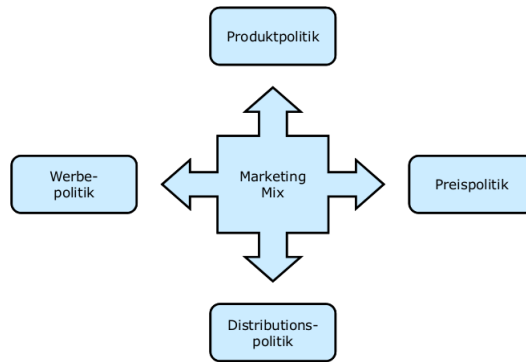 Produktpolitik
Werbe-
politik
Marketing
Mix
Preispolitik
Distributions-
politik